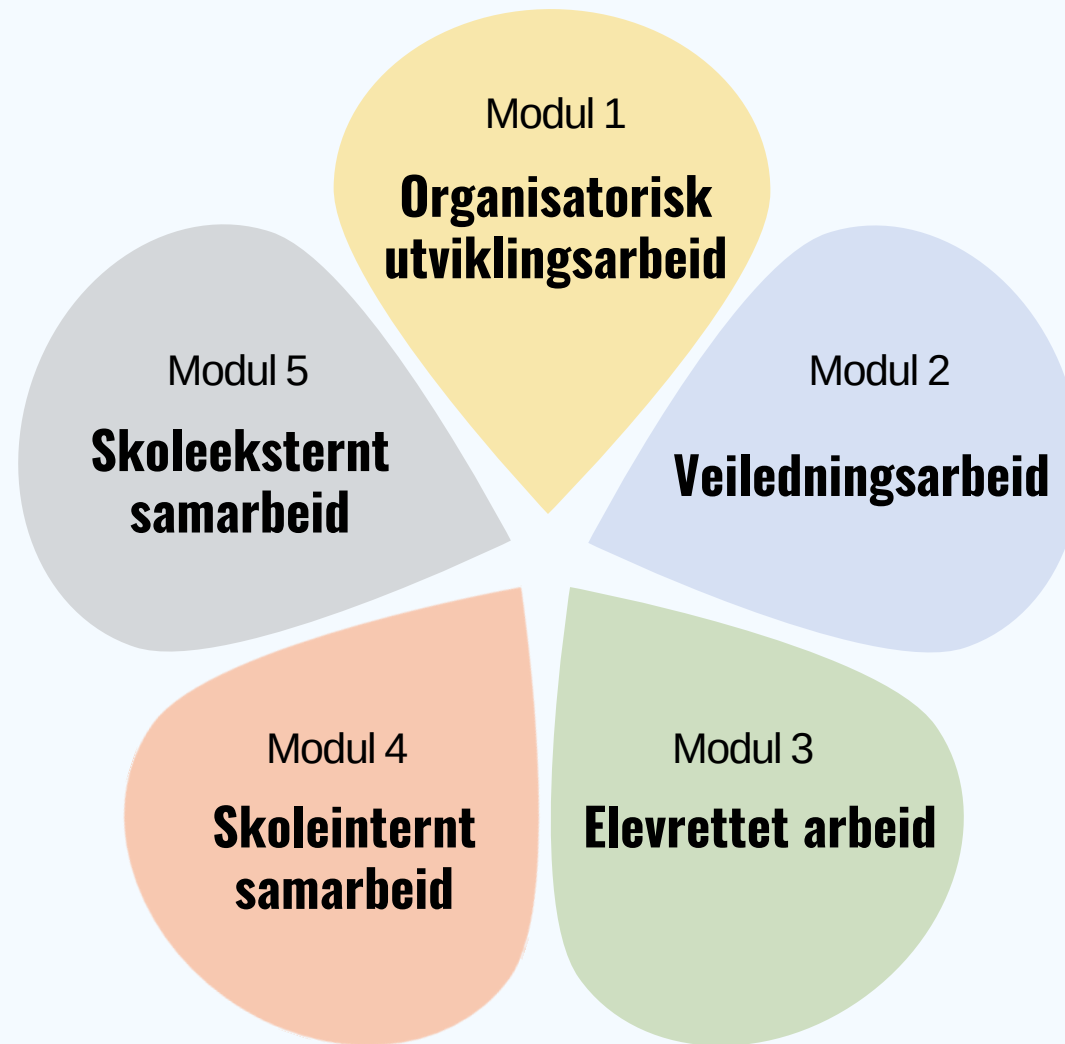 Modul 1
Organisatorisk
utviklingsarbeid
Modul 2
Veiledningsarbeid
Modul 3
Elevrettet arbeid
Modul 4
Skoleinternt
samarbeid
Modul 5
Skoleeksternt
samarbeid